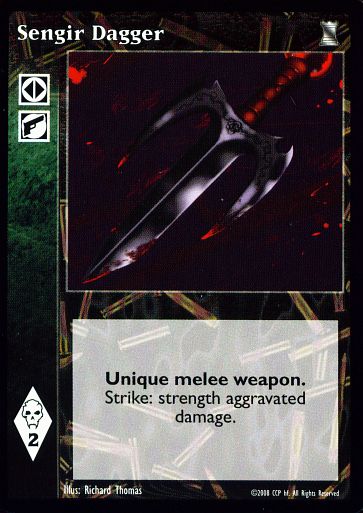 Sengir Dagger
Unique melee weapon.
Strike: strength aggravated
damage.
2
Illus: Richard Thomas
©2008 CCP hf. All Rights Reserved